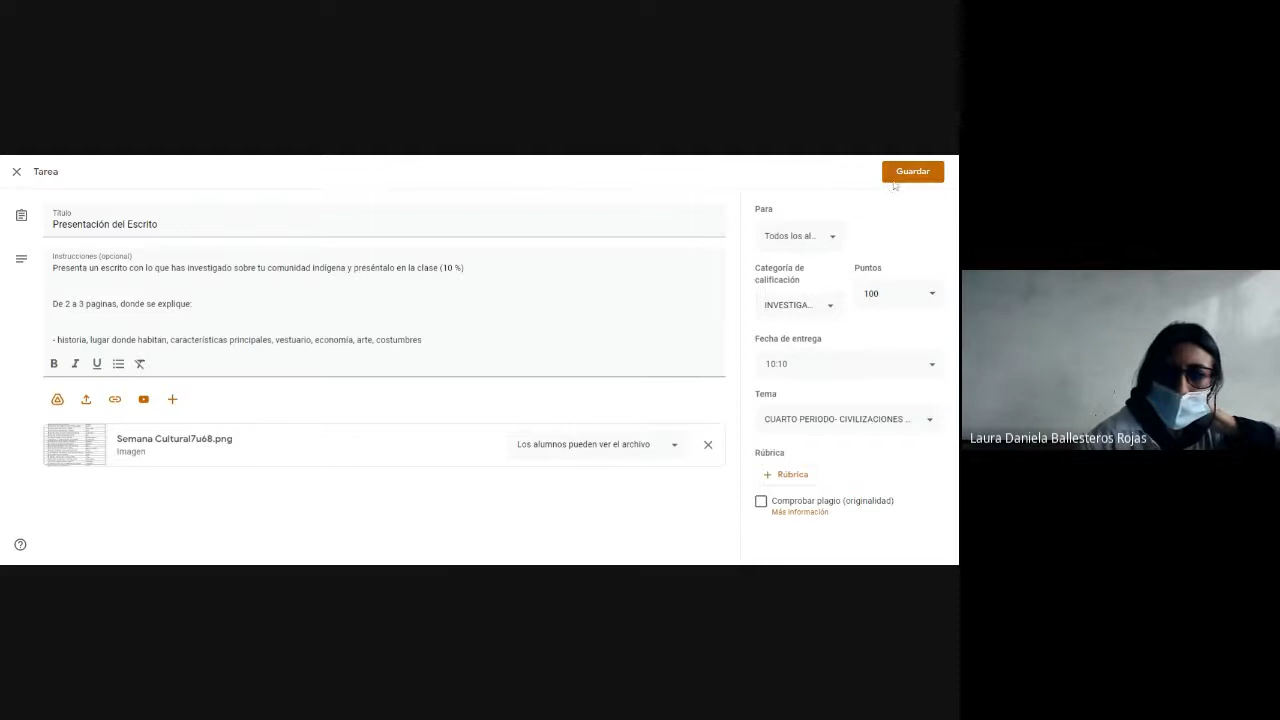 Tarea
Guardar
Título
Presentación del Escrito
Instrucciones (opcional)
Presenta un escrito con lo que has investigado sobre tu comunidad indígena y preséntalo en la clase (10 %)
De 2 a 3 paginas, donde se explique:
- historia, lugar donde habitan, características principales, vestuario, economía, arte, costumbres
B I U
Semana Cultural7u68.png
Imagen
Los alumnos pueden ver el archivo
Para
Todos los al...
Categoría de
calificación
INVESTIGA...
Puntos
100
Fecha de entrega
10:10
Tema
CUARTO PERIODO- CIVILIZACIONES ...
Rúbrica
+ Rúbrica
Comprobar plagio (originalidad)
Más información
Laura Daniela Ballesteros Rojas